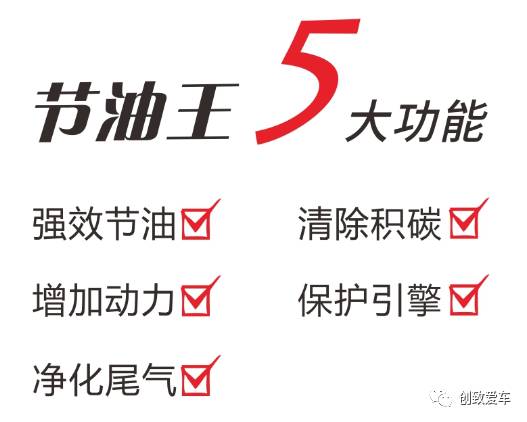 节油王5大功能
强效节油 清除积碳
增加动力 保护引擎
净化尾气
创致爱车